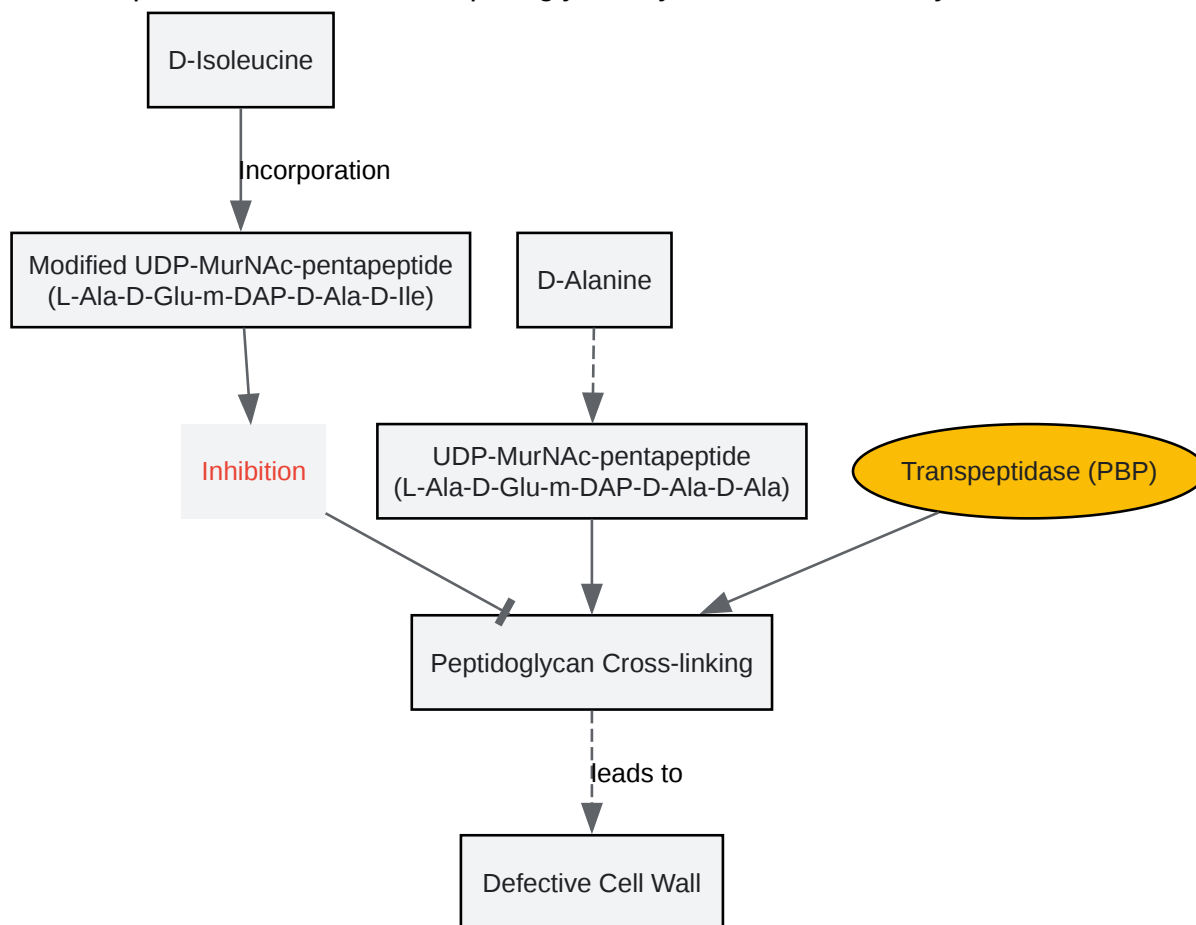 D-Isoleucine
Incorporation
Modified UDP-MurNAc-pentapeptide
(L-Ala-D-Glu-m-DAP-D-Ala-D-Ile)
D-Alanine
Inhibition
UDP-MurNAc-pentapeptide
(L-Ala-D-Glu-m-DAP-D-Ala-D-Ala)
Transpeptidase (PBP)
Peptidoglycan Cross-linking
leads to
Defective Cell Wall